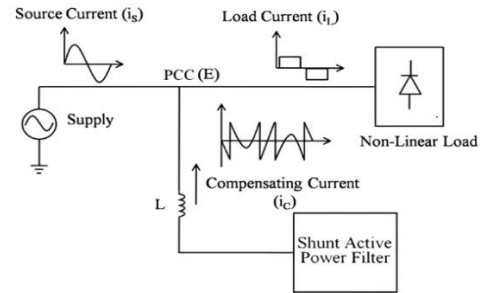 Source Current (iS)
Load Current (iL)
PCC (E)
Supply
Non-Linear Load
Compensating Current
(iC)
L
Shunt Active
Power Filter